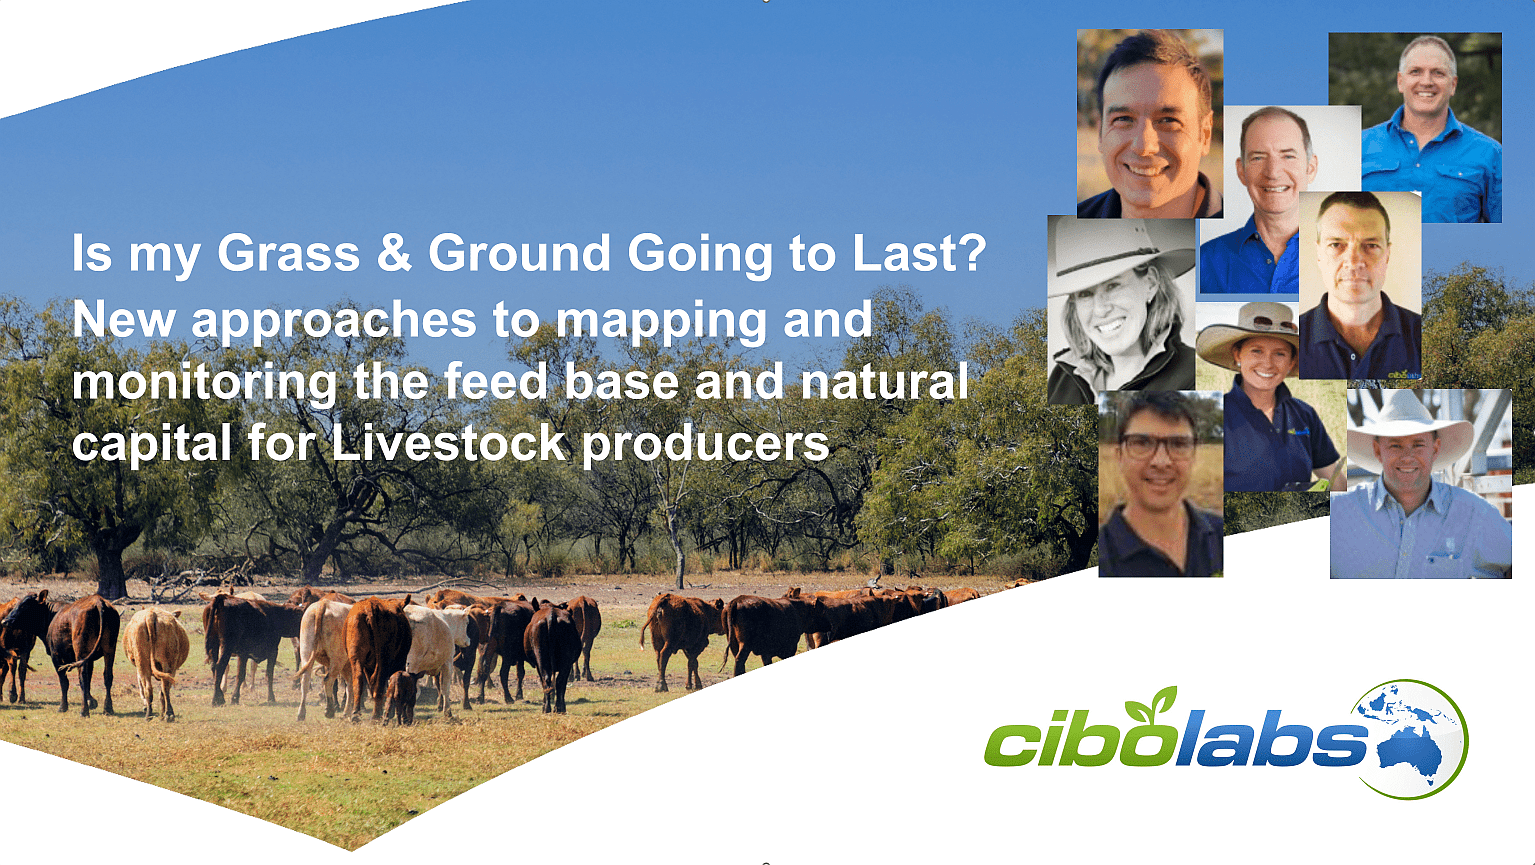 Is my Grass & Ground Going to Last?
New approaches to mapping and
monitoring the feed base and natural
capital for Livestock producers
cibolabs